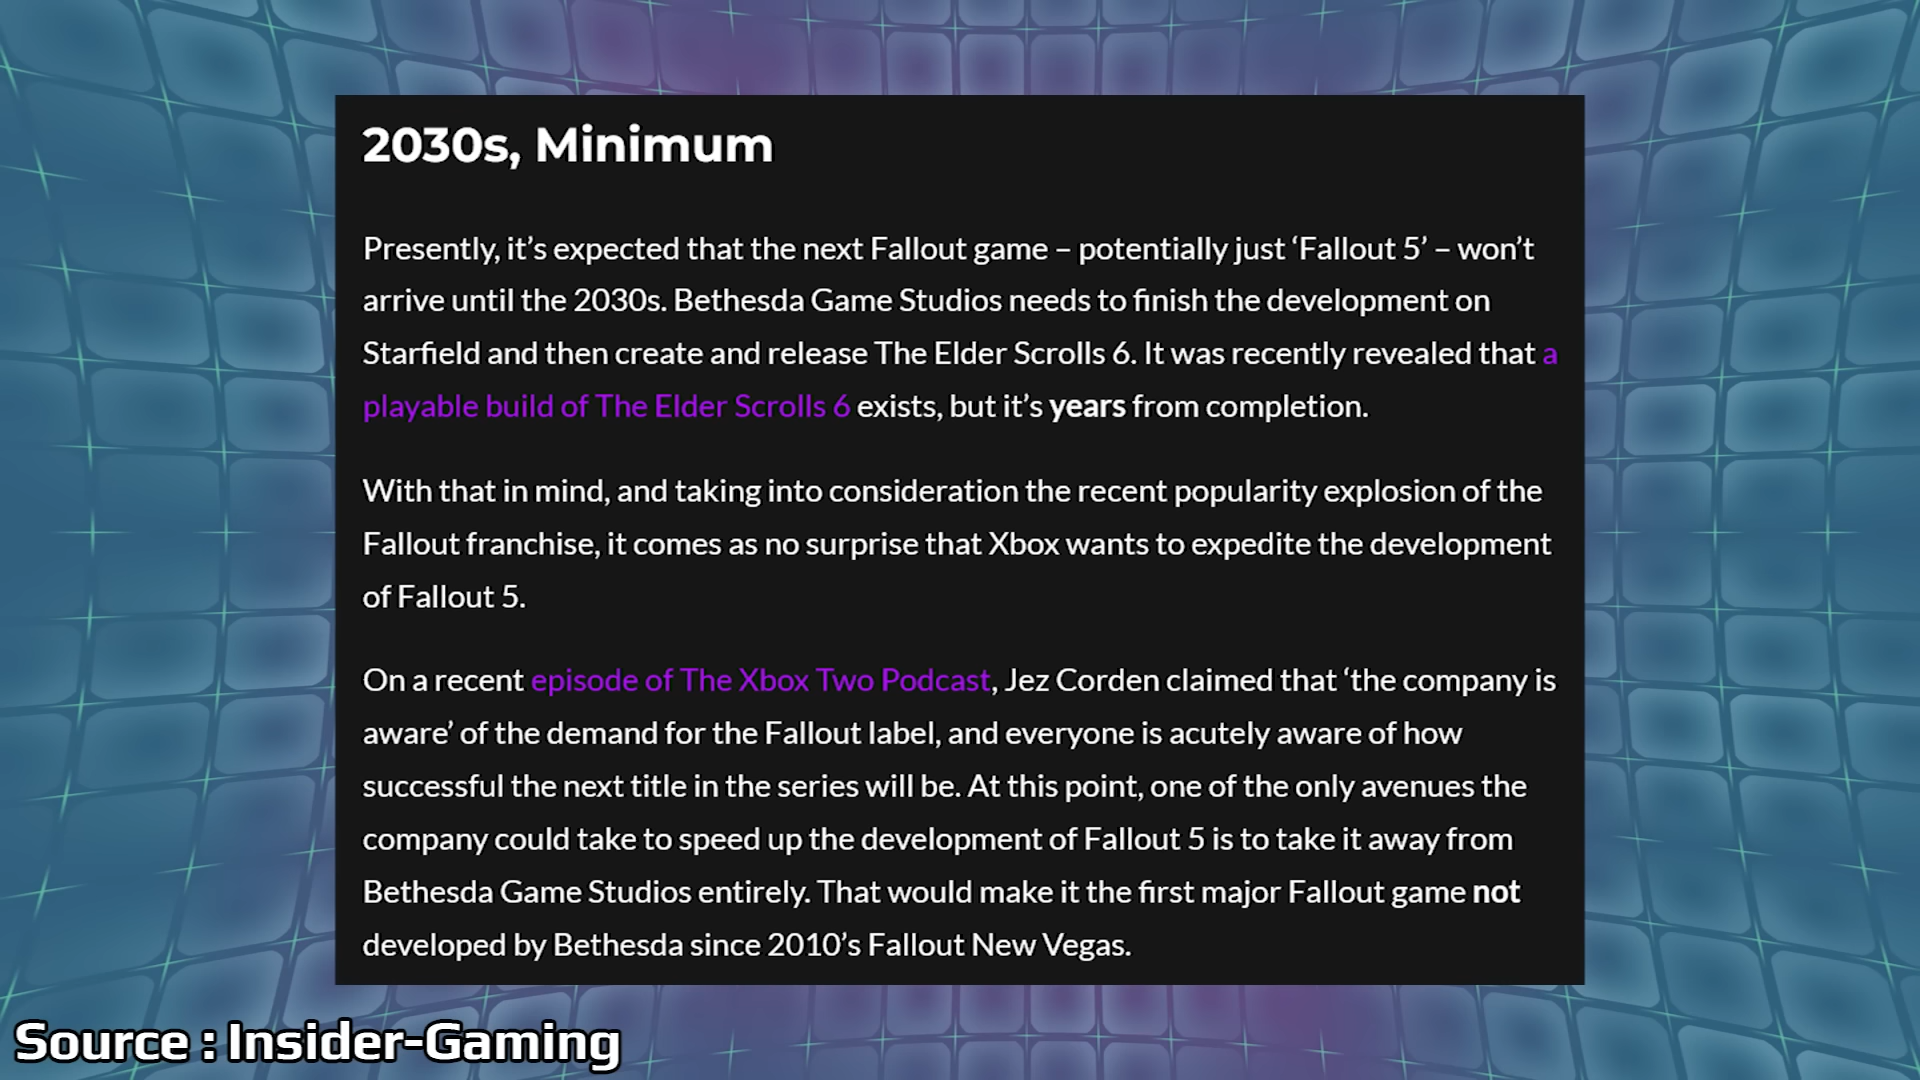 2030s, Minimum
Presently, it’s expected that the next Fallout game – potentially just ‘Fallout 5’ – won’t
arrive until the 2030s. Bethesda Game Studios needs to finish the development on
Starfield and then create and release The Elder Scrolls 6. It was recently revealed that a
playable build of The Elder Scrolls 6 exists, but it’s years from completion.
With that in mind, and taking into consideration the recent popularity explosion of the
Fallout franchise, it comes as no surprise that Xbox wants to expedite the development
of Fallout 5.
On a recent episode of The Xbox Two Podcast, Jez Corden claimed that ‘the company is
aware’ of the demand for the Fallout label, and everyone is acutely aware of how
successful the next title in the series will be. At this point, one of the only avenues the
company could take to speed up the development of Fallout 5 is to take it away from
Bethesda Game Studios entirely. That would make it the first major Fallout game not
developed by Bethesda since 2010’s Fallout New Vegas.
Source : Insider-Gaming